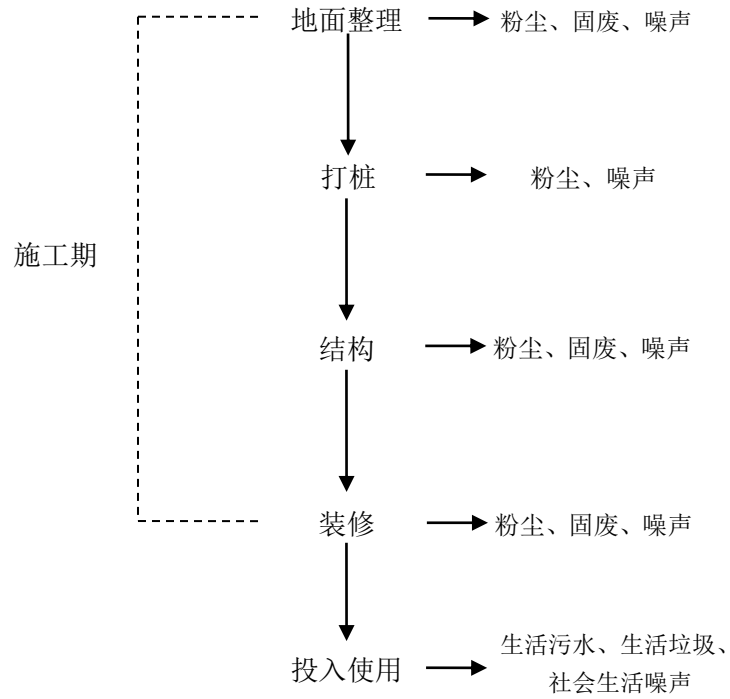 地面整理
粉尘、固废、噪声
打桩
粉尘、噪声
施工期
结构
粉尘、固废、噪声
装修
粉尘、固废、噪声
投入使用
生活污水、生活垃圾、
社会生活噪声